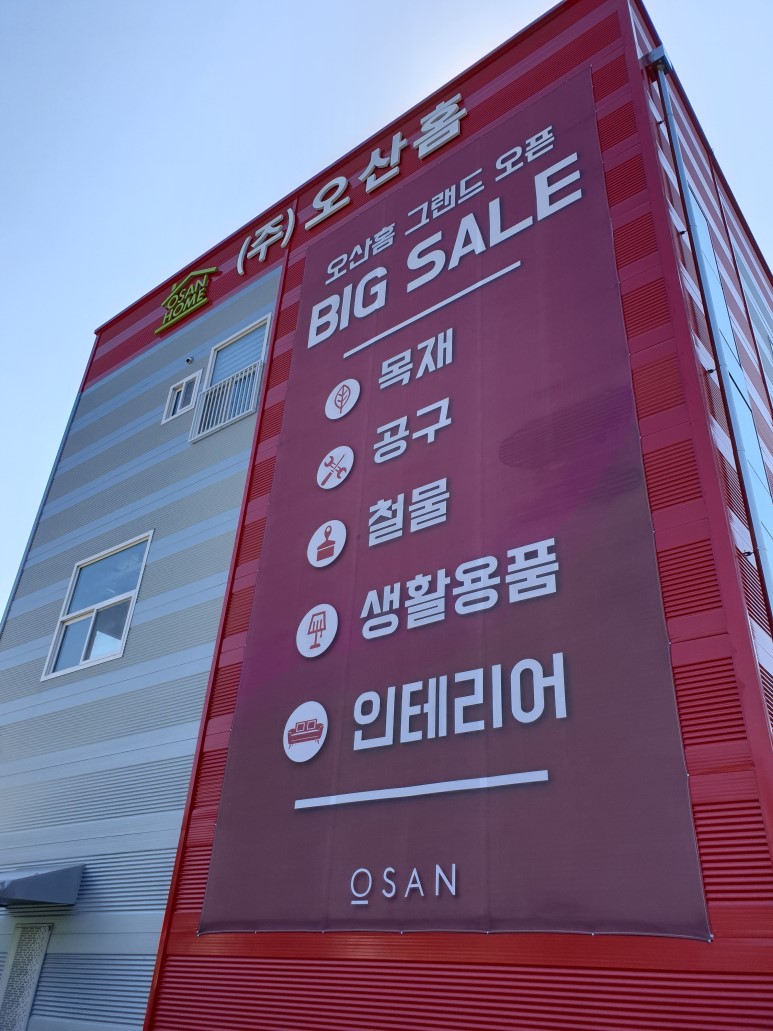 OSAN
HOME
(주)오산홈
오산홈 그랜드 오픈
BIG SALE
목재
공구
철물
생활용품
인테리어
OSAN